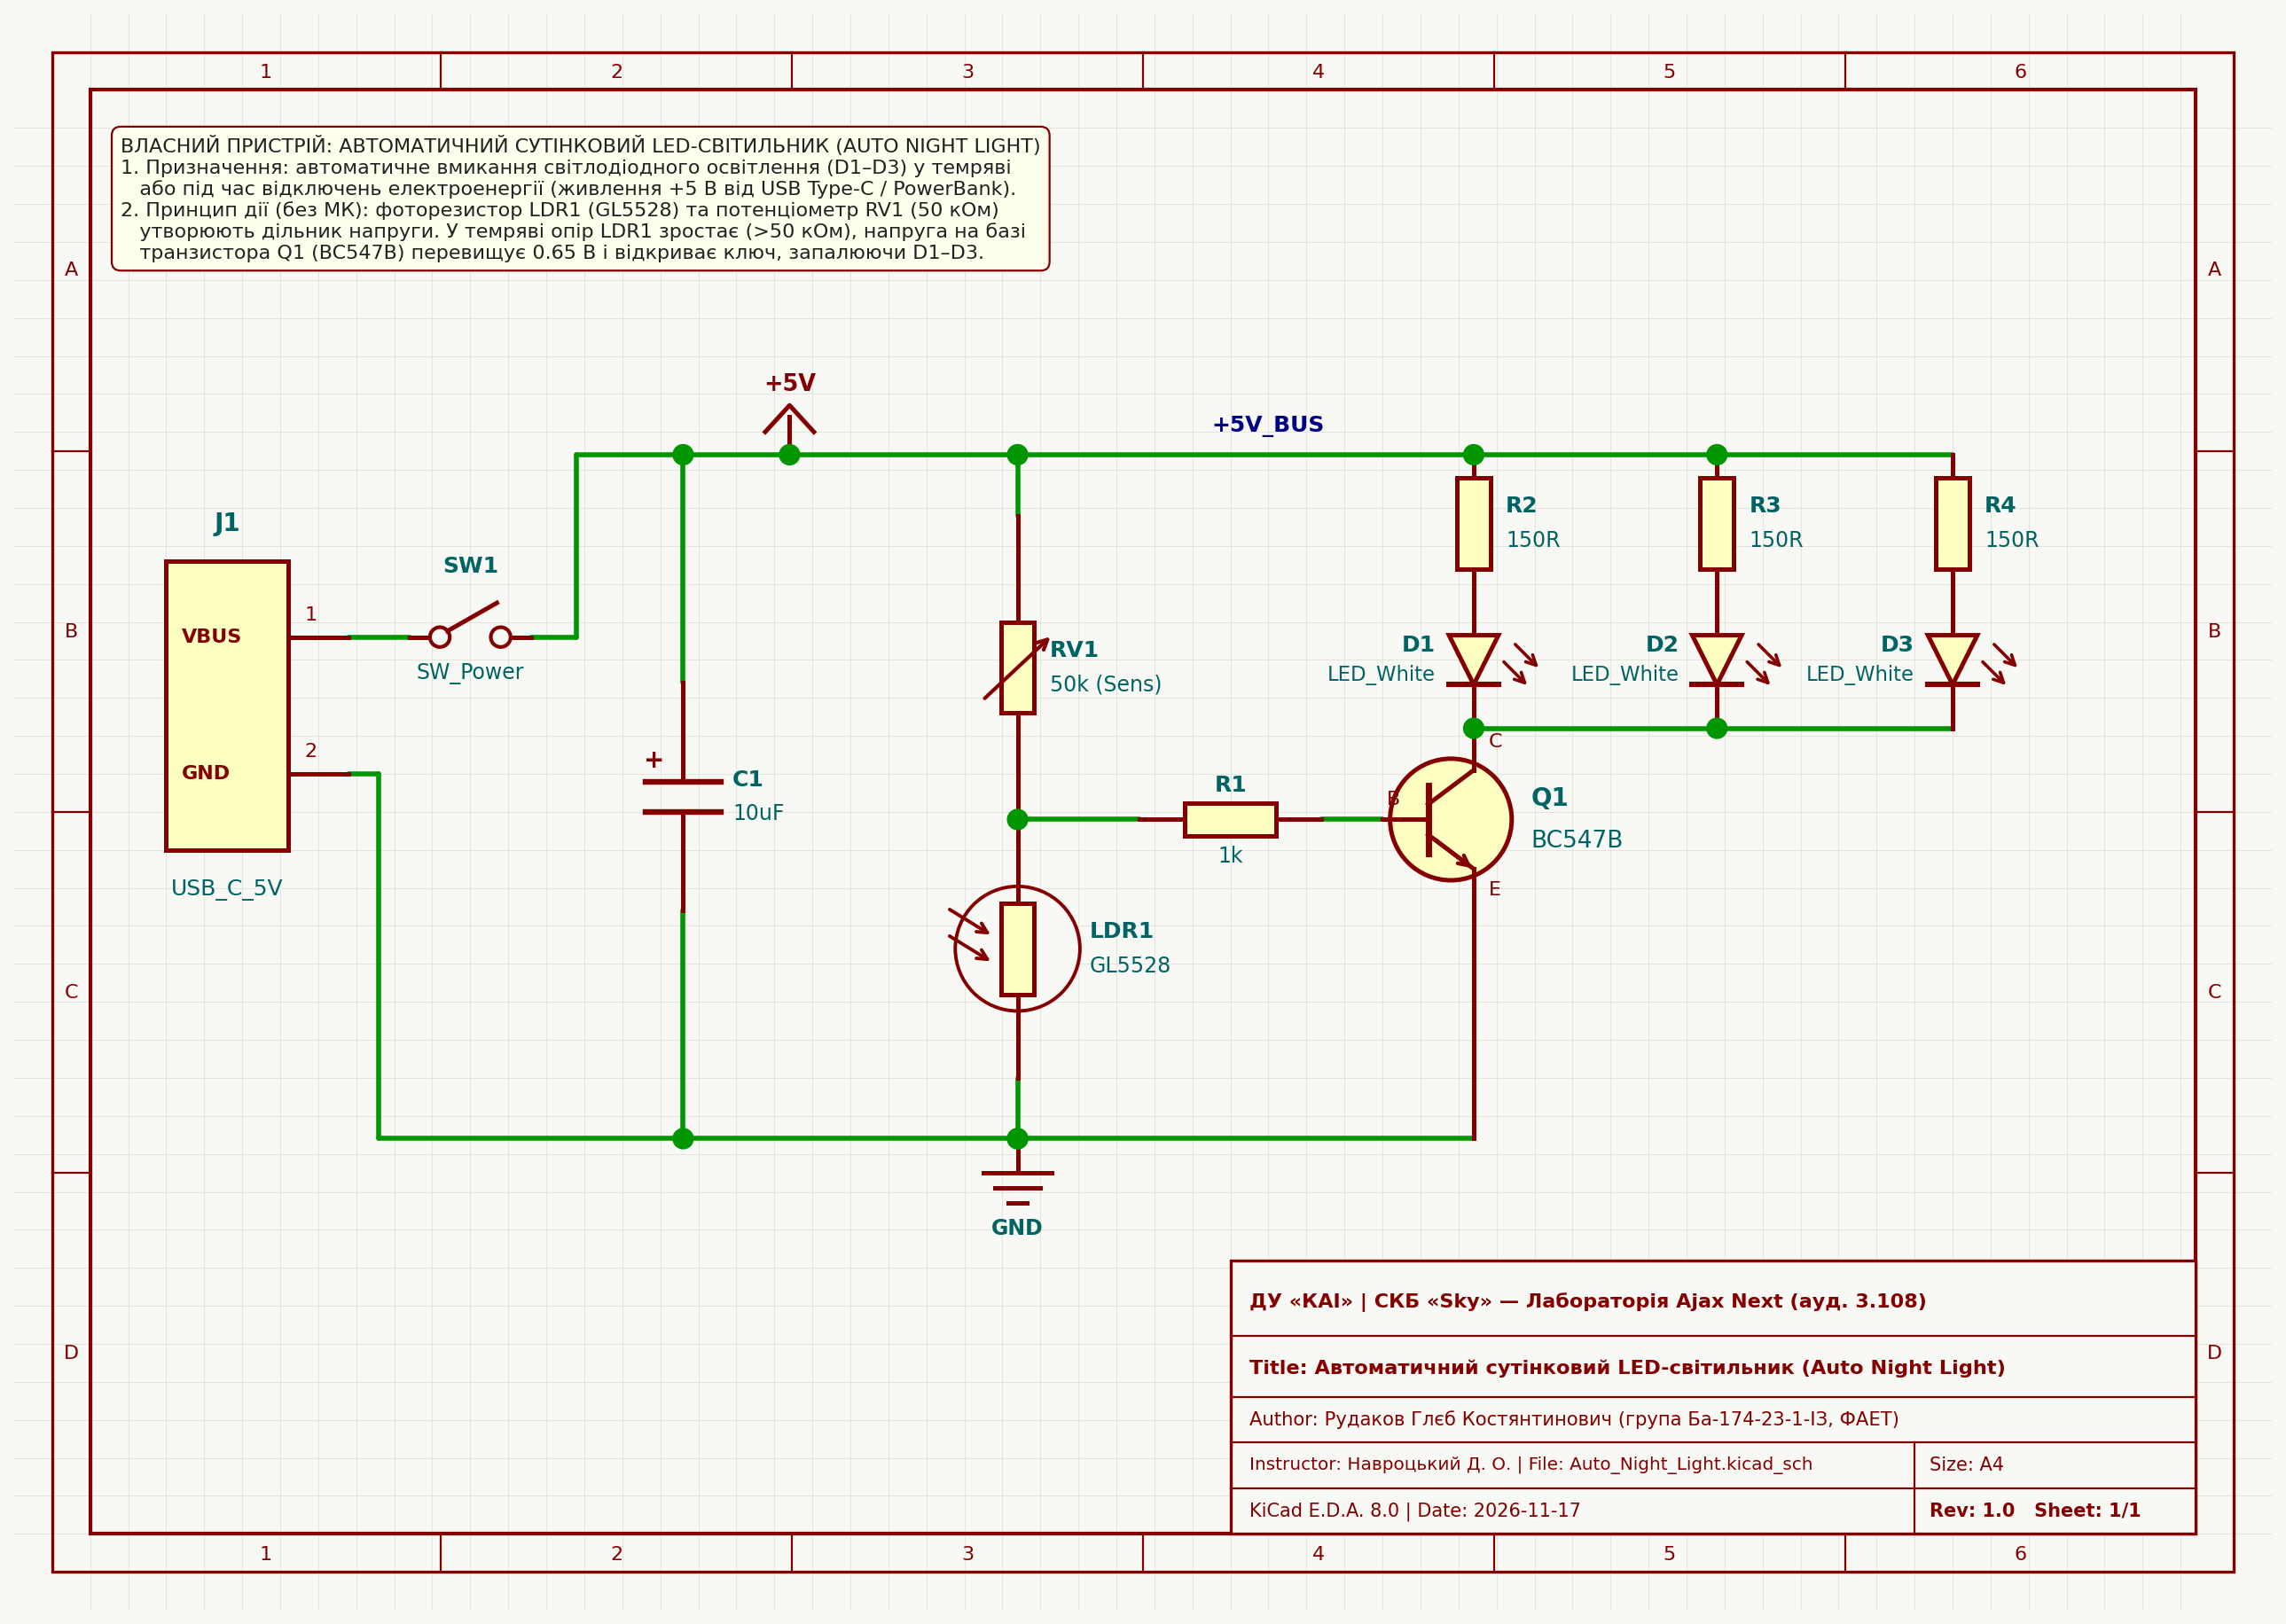 1 2 3 4 5 6
ВЛАСНИЙ ПРИСТРІЙ: АВТОМАТИЧНИЙ СУТІНКОВИЙ LED-СВІТИЛЬНИК (AUTO NIGHT LIGHT)
1. Призначення: автоматичне вмикання світлодіодного освітлення (D1–D3) у темряві
або під час відключень електроенергії (живлення +5 В від USB Type-C / PowerBank).
2. Принцип дії (без МК): фоторезистор LDR1 (GL5528) та потенціометр RV1 (50 кОм)
утворюють дільник напруги. У темряві опір LDR1 зростає (>50 кОм), напруга на базі
транзистора Q1 (BC547B) перевищує 0.65 В і відкриває ключ, запалюючи D1–D3.
A A
+5V
+5V_BUS
J1
VBUS
GND
1
2
USB_C_5V
SW1
SW_Power
R2
150R
R3
150R
R4
150R
B B
RV1
50k (Sens)
D1
LED_White
D2
LED_White
D3
LED_White
+
C1
10uF
R1
1k
C
B
E
Q1
BC547B
LDR1
GL5528
C C
GND
D D
ДУ «КАІ» | СКБ «Sky» — Лабораторія Ajax Next (ауд. 3.108)
Title: Автоматичний сутінковий LED-світильник (Auto Night Light)
Author: Рудаков Глєб Костянтинович (група Ба-174-23-1-ІЗ, ФАЕТ)
Instructor: Навроцький Д. О. | File: Auto_Night_Light.kicad_sch
Size: A4
KiCad E.D.A. 8.0 | Date: 2026-11-17
Rev: 1.0 Sheet: 1/1
1 2 3 4 5 6